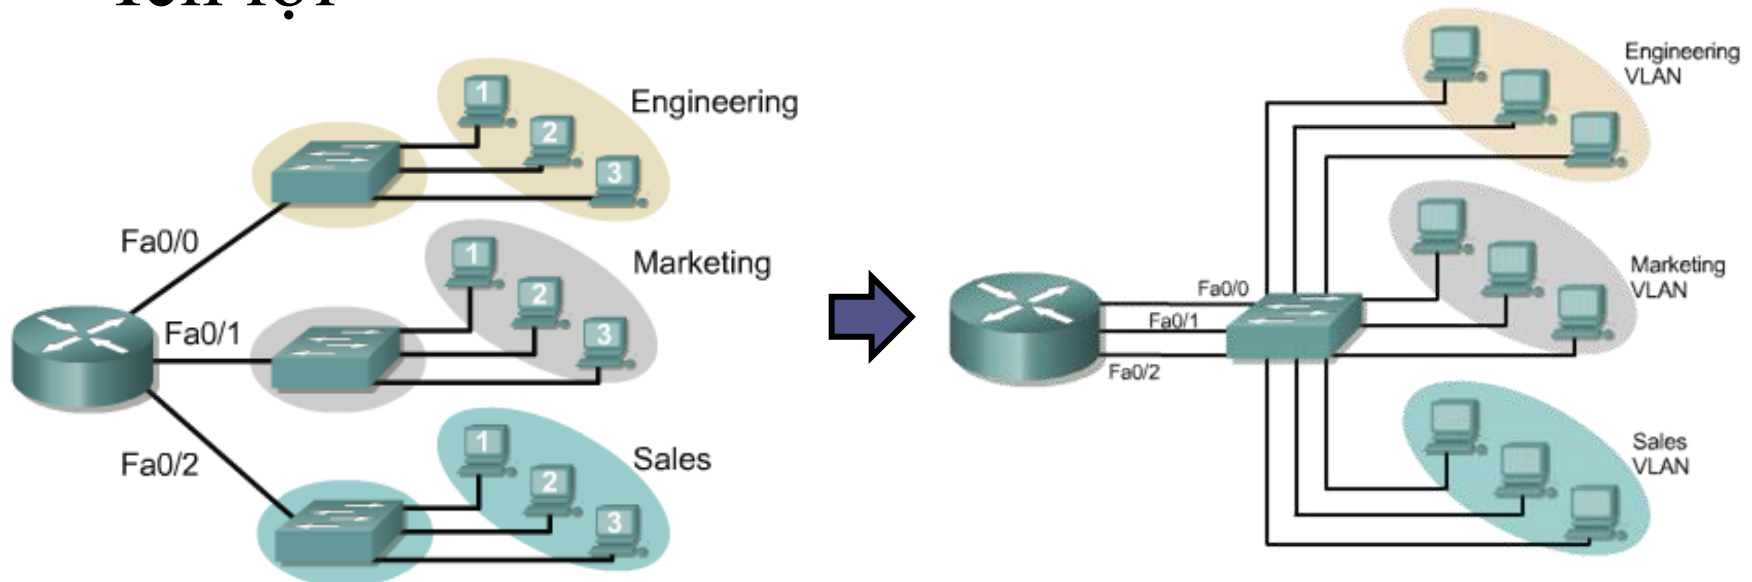 Engineering
1
2
3
Fa0/0
Marketing
1
2
3
Fa0/1
Sales
1
2
3
Fa0/2
Engineering
VLAN
Marketing
VLAN
Fa0/0
Fa0/1
Fa0/2
Sales
VLAN